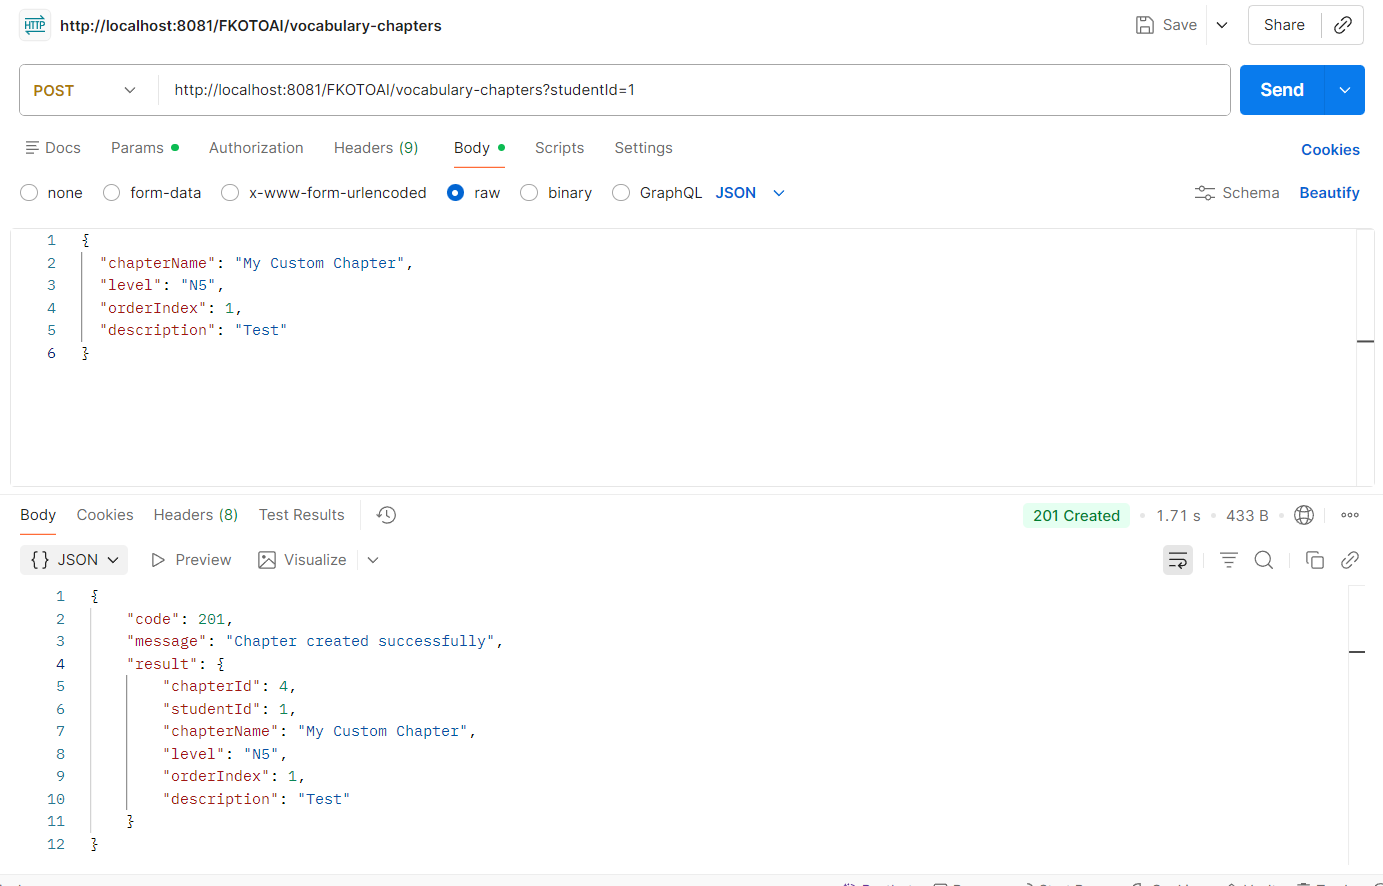 HTTP http://localhost:8081/FKOTOAI/vocabulary-chapters Save Share
POST http://localhost:8081/FKOTOAI/vocabulary-chapters?studentId=1 Send
Docs Params Authorization Headers (9) Body Scripts Settings Cookies
none form-data x-www-form-urlencoded raw binary GraphQL JSON Schema Beautify
1 {
2 "chapterName": "My Custom Chapter",
3 "level": "N5",
4 "orderIndex": 1,
5 "description": "Test"
6 }
Body Cookies Headers (8) Test Results 201 Created 1.71 s 433 B
{} JSON Preview Visualize
1 {
2 "code": 201,
3 "message": "Chapter created successfully",
4 "result": {
5 "chapterId": 4,
6 "studentId": 1,
7 "chapterName": "My Custom Chapter",
8 "level": "N5",
9 "orderIndex": 1,
10 "description": "Test"
11 }
12 }